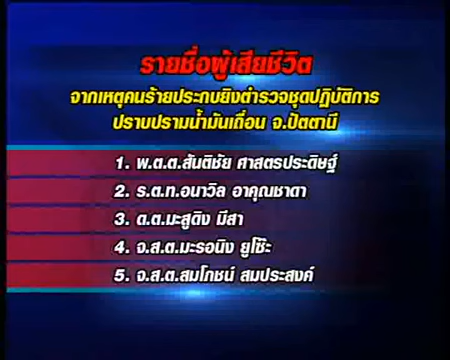 รายชื่อผู้เสียชีวิต
จากเหตุคนร้ายประกบยิงตำรวจชุดปฏิบัติการ
ปราบปรามน้ำมันเถื่อน จ.ปัตตานี
1. พ.ต.ต.สันติชัย ศาสตรประดิษฐ์
2. ร.ต.ท.อนาวิล อาคุณชาดา
3. ด.ต.มะสูดิง มีสา
4. จ.ส.ต.มะรอนิง ยูโซ๊ะ
5. จ.ส.ต.สมโภชน์ สมประสงค์